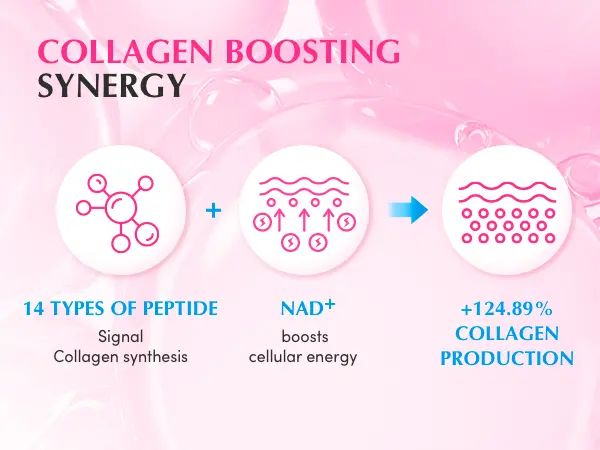 COLLAGEN BOOSTING
SYNERGY
+
14 TYPES OF PEPTIDE
Signal
Collagen synthesis
NAD+
boosts
cellular energy
+124.89%
COLLAGEN
PRODUCTION